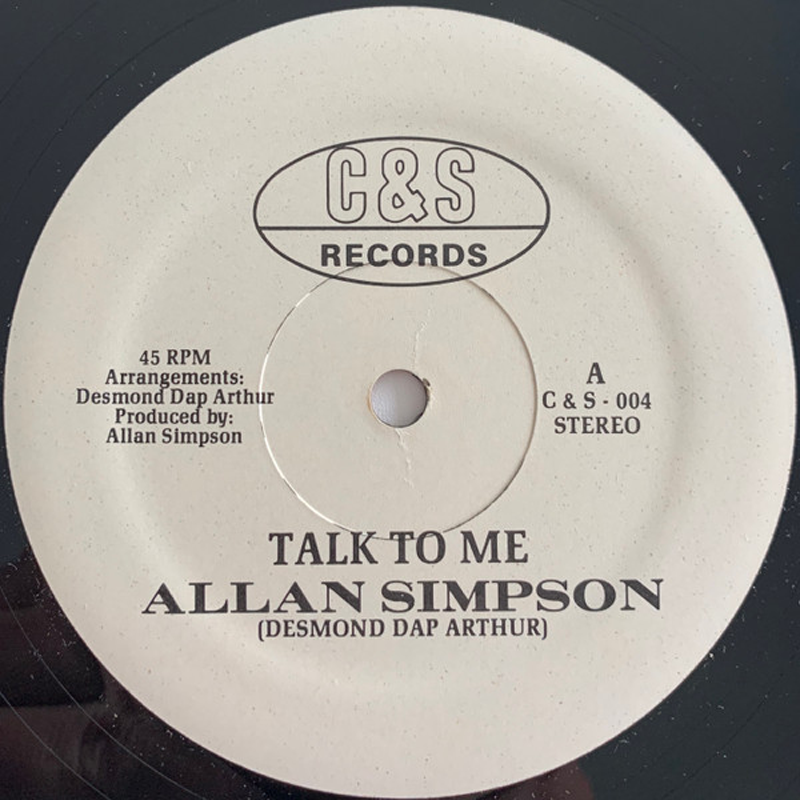 C&S
RECORDS
45 RPM
Arrangements:
Desmond Dap Arthur
Produced by:
Allan Simpson
A
C & S - 004
STEREO
TALK TO ME
ALLAN SIMPSON
(DESMOND DAP ARTHUR)